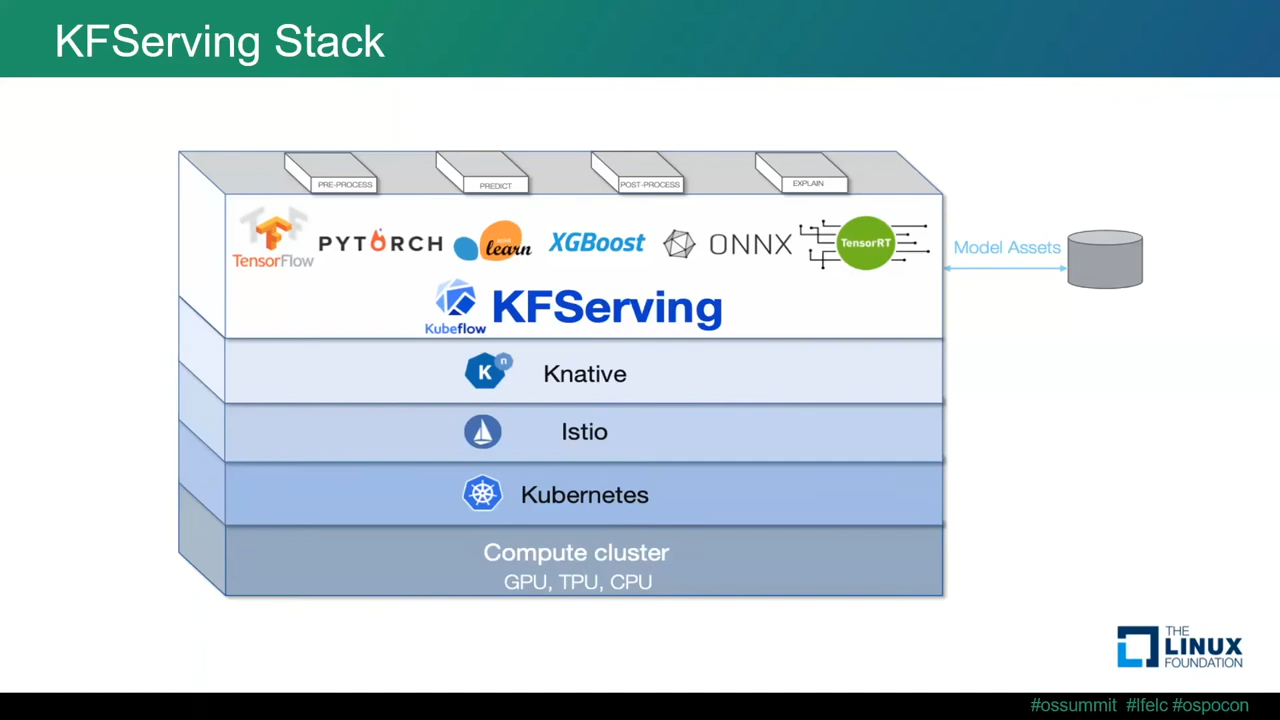 KFServing Stack
PRE-PROCESS
PREDICT
POST-PROCESS
EXPLAIN
TensorFlow
PYTORCH
learn
XGBoost
ONNX
TensorRT
Model Assets
Kubeflow
KFServing
Knative
Istio
Kubernetes
Compute cluster
GPU, TPU, CPU
THE
LINUX
FOUNDATION
#ossummit #lfelc #ospocon